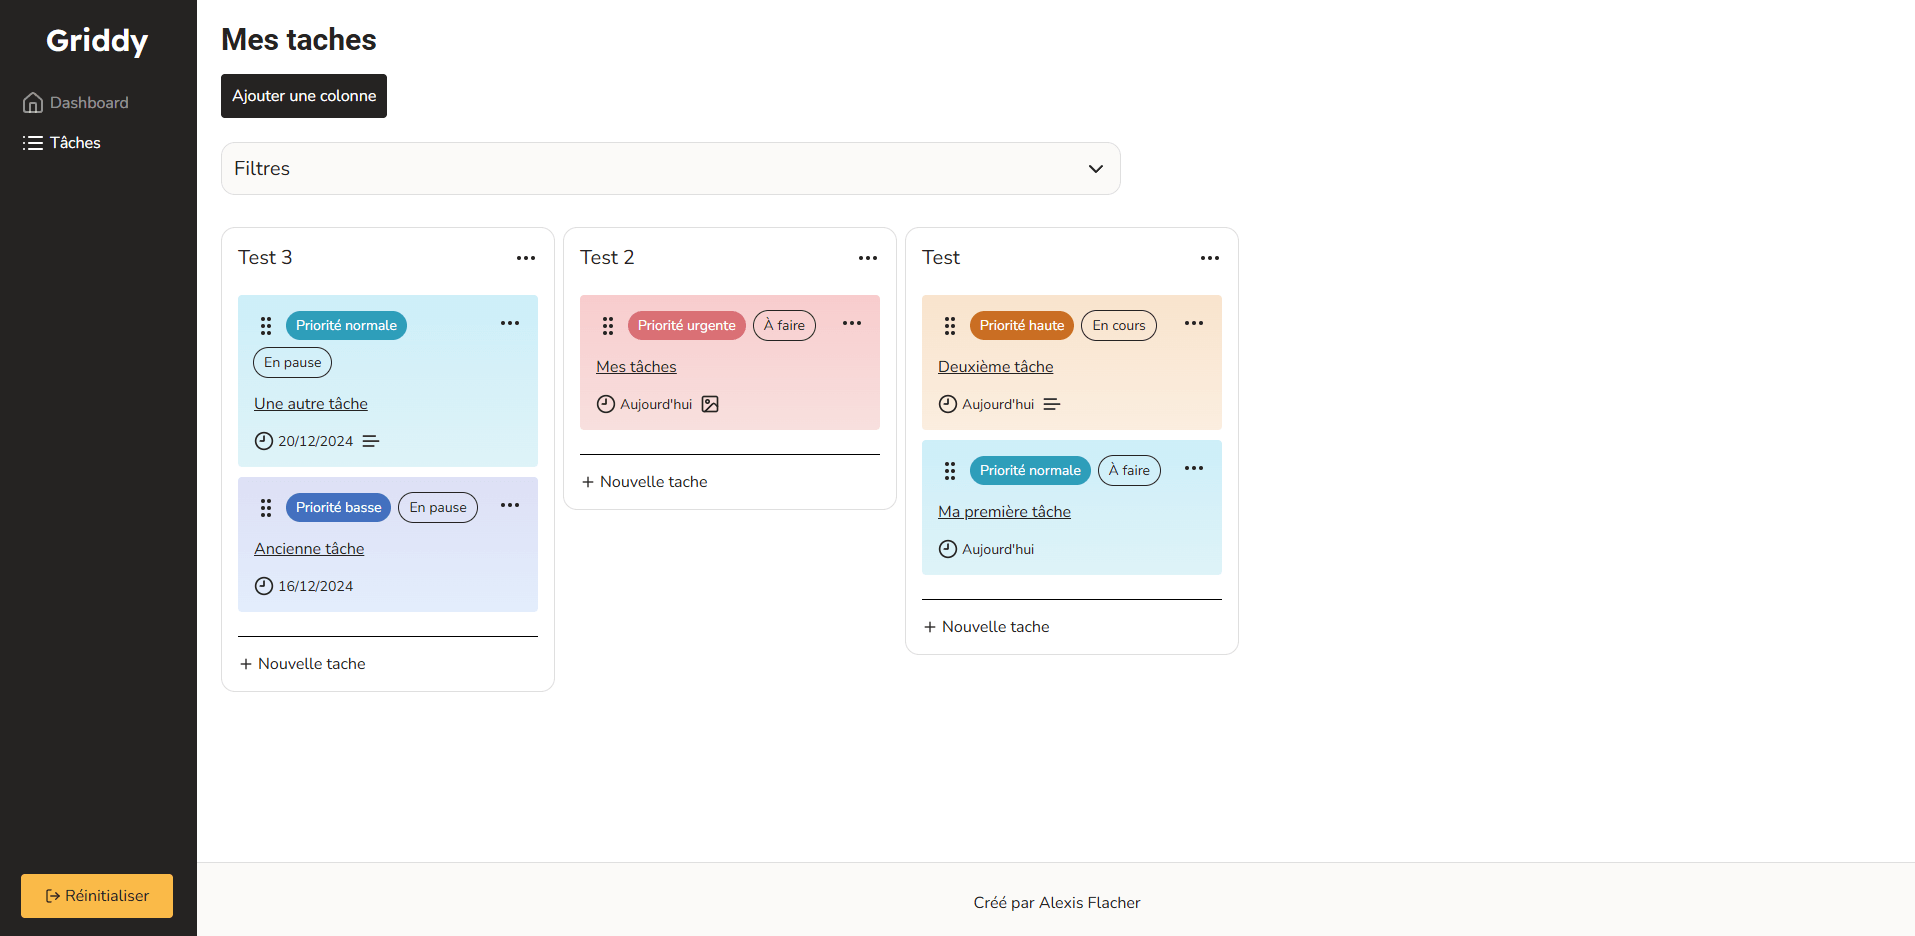 Griddy
Dashboard
Tâches
Réinitialiser
Mes taches
Ajouter une colonne
Filtres
Test 3
Priorité normale
En pause
Une autre tâche
20/12/2024
Priorité basse En pause
Ancienne tâche
16/12/2024
+ Nouvelle tache
Test 2
Priorité urgente À faire
Mes tâches
Aujourd'hui
+ Nouvelle tache
Test
Priorité haute En cours
Deuxième tâche
Aujourd'hui
Priorité normale À faire
Ma première tâche
Aujourd'hui
+ Nouvelle tache
Créé par Alexis Flacher